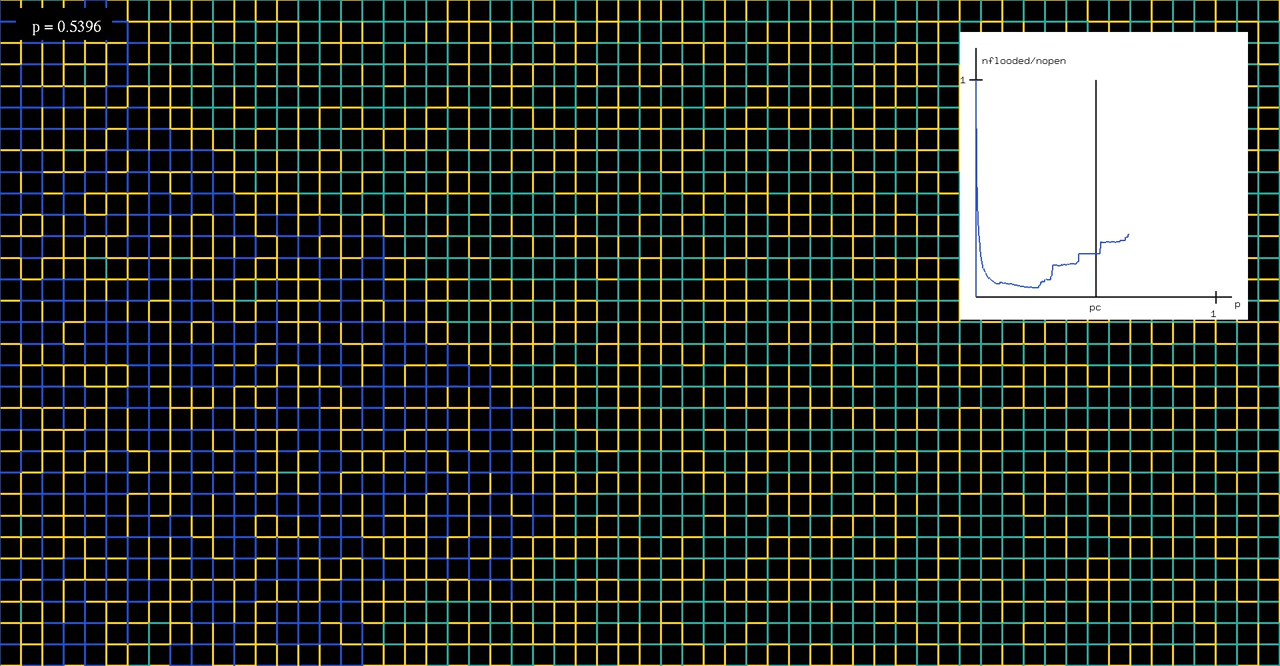 p = 0.5396
nflooded/nopen
1
pc
p
1